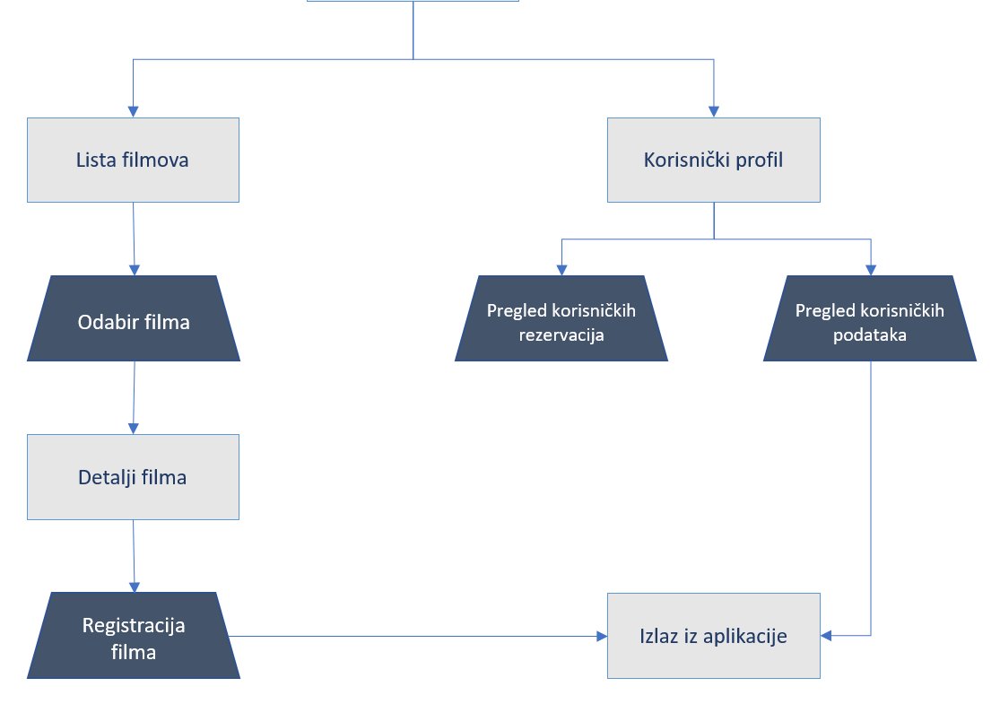 Lista filmova
Korisnički profil
Odabir filma
Pregled korisničkih
rezervacija
Pregled korisničkih
podataka
Detalji filma
Registracija
filma
Izlaz iz aplikacije